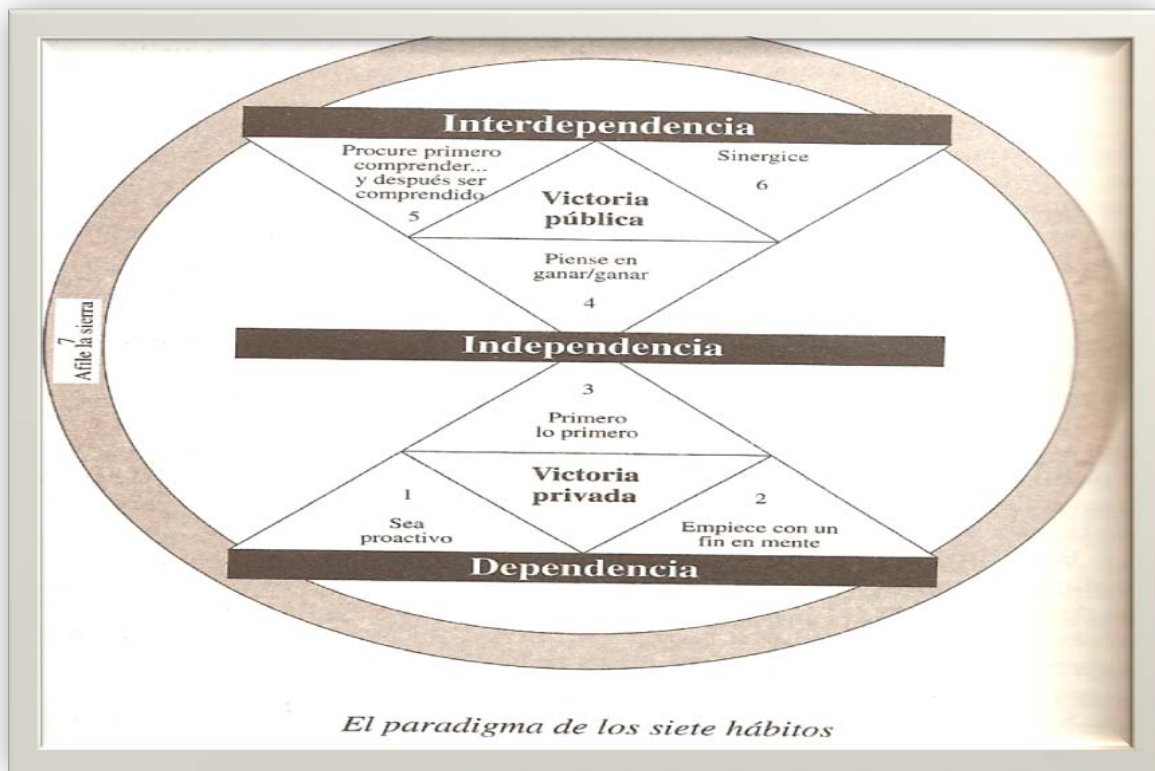 Interdependencia
Procure primero
comprender...
y después ser
comprendido
5
Sinergice
6
Victoria
pública
Piense en
ganar/ganar
4
7
Afile la sierra
Independencia
3
Primero
lo primero
Victoria
privada
1
Sea
proactivo
2
Empiece con un
fin en mente
Dependencia
El paradigma de los siete hábitos